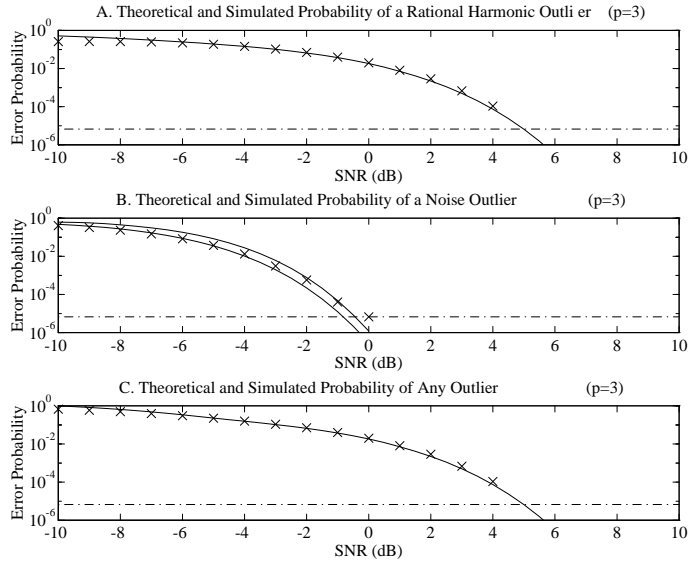 A. Theoretical and Simulated Probability of a Rational Harmonic Outli er (p=3)
Error Probability
10^0
10^-2
10^-4
10^-6
-10 -8 -6 -4 -2 0 2 4 6 8 10
SNR (dB)
B. Theoretical and Simulated Probability of a Noise Outlier (p=3)
Error Probability
10^0
10^-2
10^-4
10^-6
-10 -8 -6 -4 -2 0 2 4 6 8 10
SNR (dB)
C. Theoretical and Simulated Probability of Any Outlier (p=3)
Error Probability
10^0
10^-2
10^-4
10^-6
-10 -8 -6 -4 -2 0 2 4 6 8 10
SNR (dB)